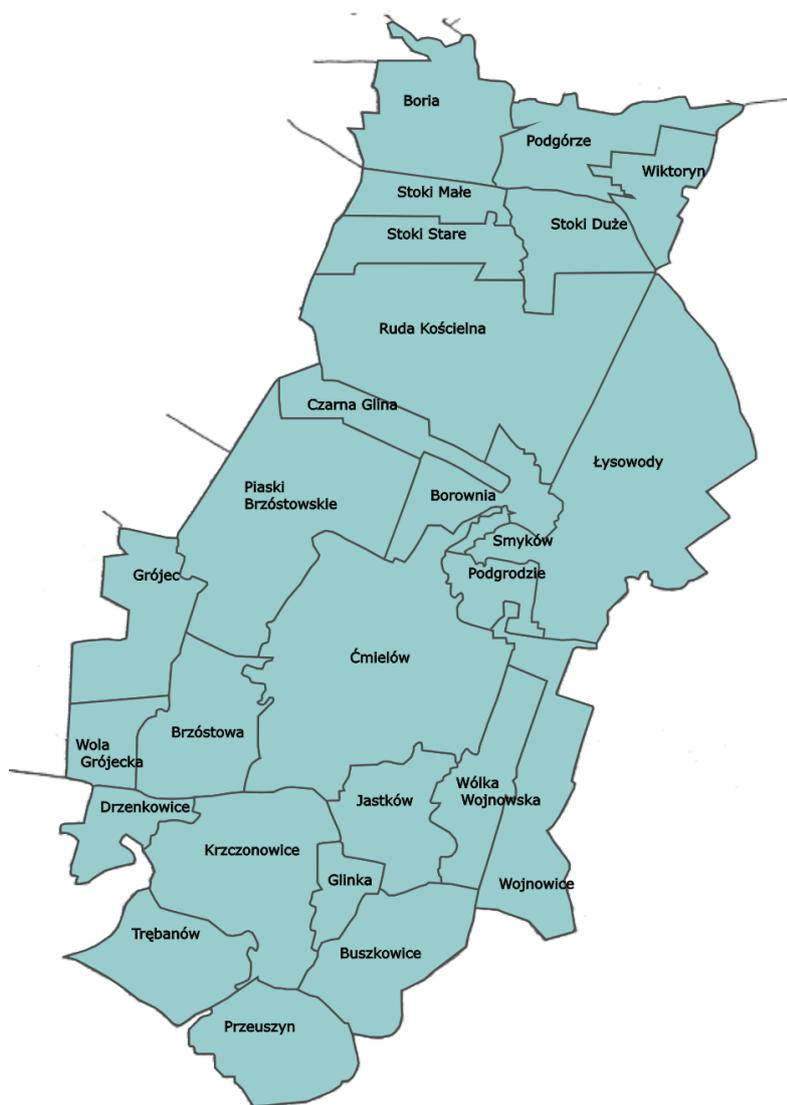 Boria
Podgórze
Wiktoryn
Stoki Małe
Stoki Duże
Stoki Stare
Ruda Kościelna
Czarna Glina
Łysowody
Piaski
Brzóstowskie
Borownia
Smyków
Grójec
Podgrodzie
Ćmielów
Brzóstowa
Wola
Grójecka
Wólka
Wojnowska
Drzenkowice
Jastków
Krzczonowice
Glinka
Wojnowice
Trębanów
Buszkowice
Przeuszyn